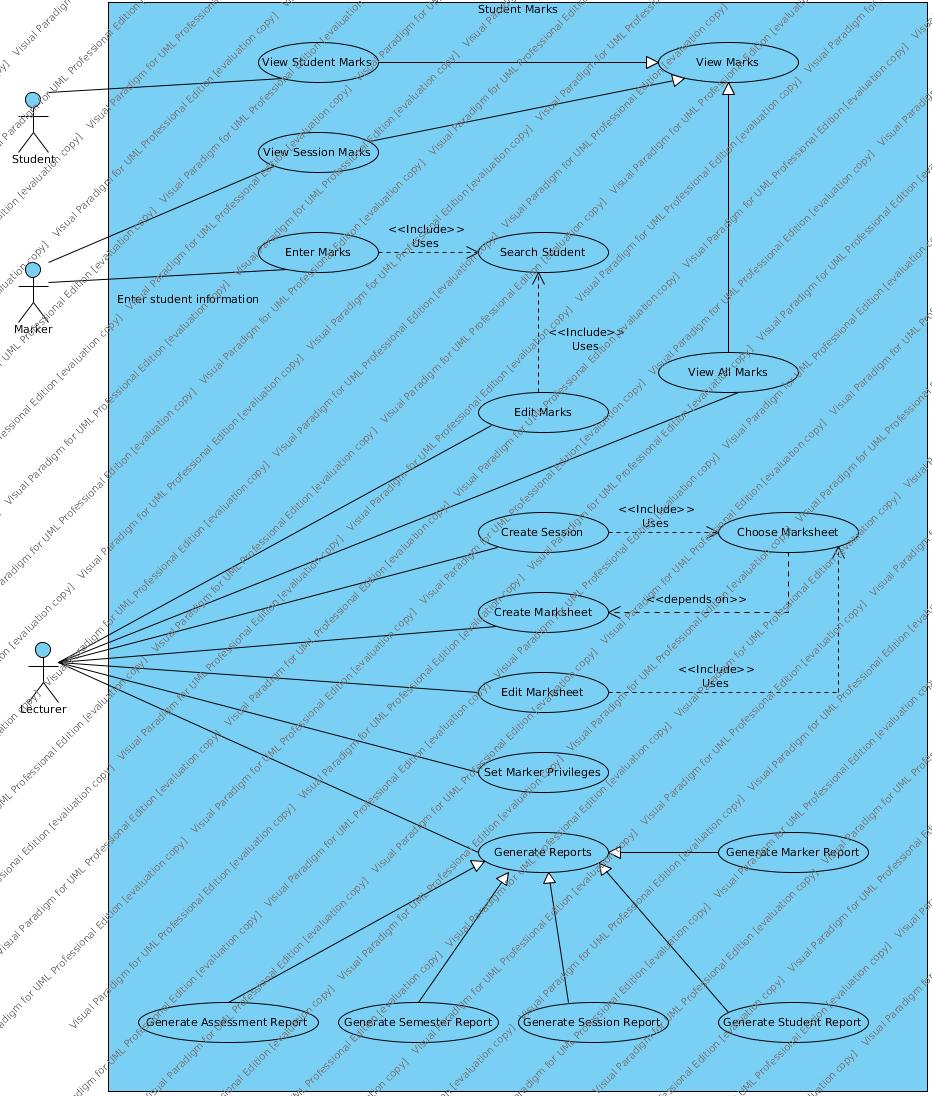 Student Marks
View Student Marks
View Marks
Student
View Session Marks
<<Include>>
Uses
Enter Marks
Search Student
Marker
Enter student information
<<Include>>
Uses
View All Marks
Edit Marks
<<Include>>
Uses
Create Session
Choose Marksheet
<<depends on>>
Create Marksheet
<<Include>>
Uses
Edit Marksheet
Lecturer
Set Marker Privileges
Generate Reports
Generate Marker Report
Generate Assessment Report
Generate Semester Report
Generate Session Report
Generate Student Report
Visual Paradigm for UML Professional Edition [evaluation copy]